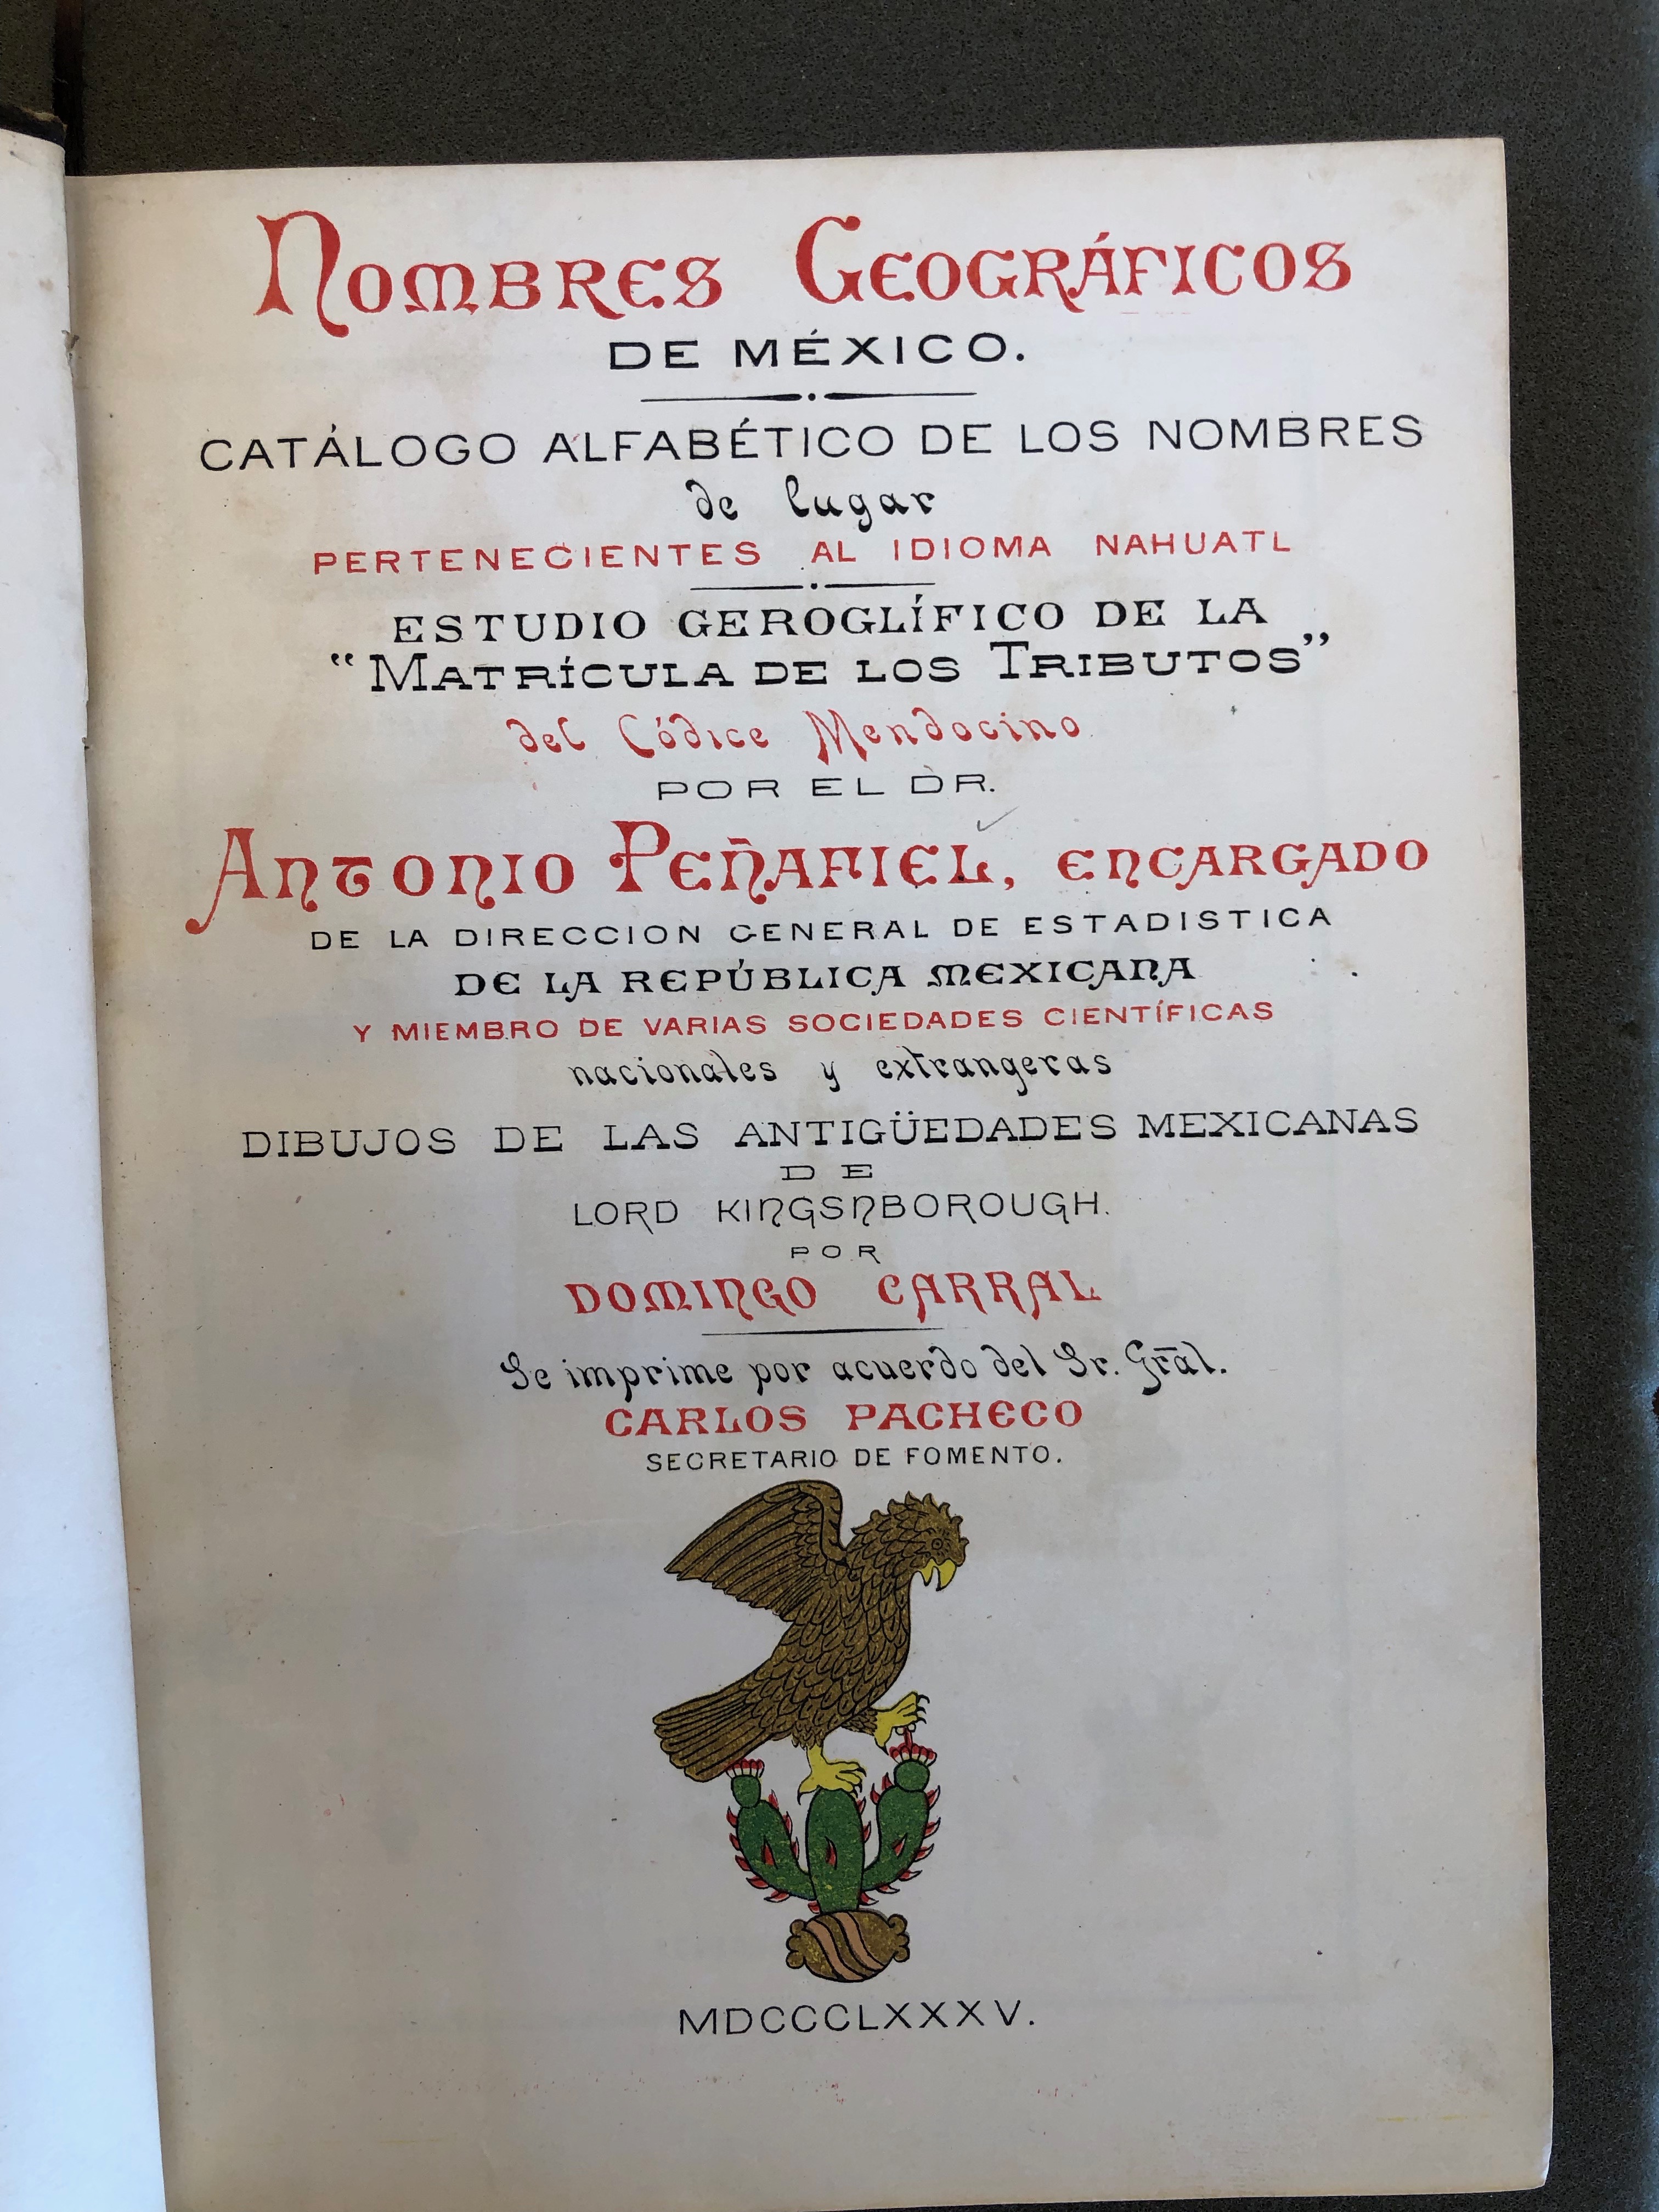 Nombres Geográficos
DE MÉXICO.
CATÁLOGO ALFABÉTICO DE LOS NOMBRES
de lugar
PERTENECIENTES AL IDIOMA NAHUATL
ESTUDIO GEROGLÍFICO DE LA
“MATRÍCULA DE LOS TRIBUTOS”
del Códice Mendocino
POR EL DR.
ANTONIO PEÑAFIEL, ENCARGADO
DE LA DIRECCION GENERAL DE ESTADISTICA
DE LA REPÚBLICA MEXICANA
Y MIEMBRO DE VARIAS SOCIEDADES CIENTÍFICAS
nacionales y extrangeras
DIBUJOS DE LAS ANTIGÜEDADES MEXICANAS
DE
LORD KINGSNBOROUGH.
POR
DOMINGO CARRAL
Se imprime por acuerdo del Sr. Gral.
CARLOS PACHECO
SECRETARIO DE FOMENTO.
MDCCCLXXXV.